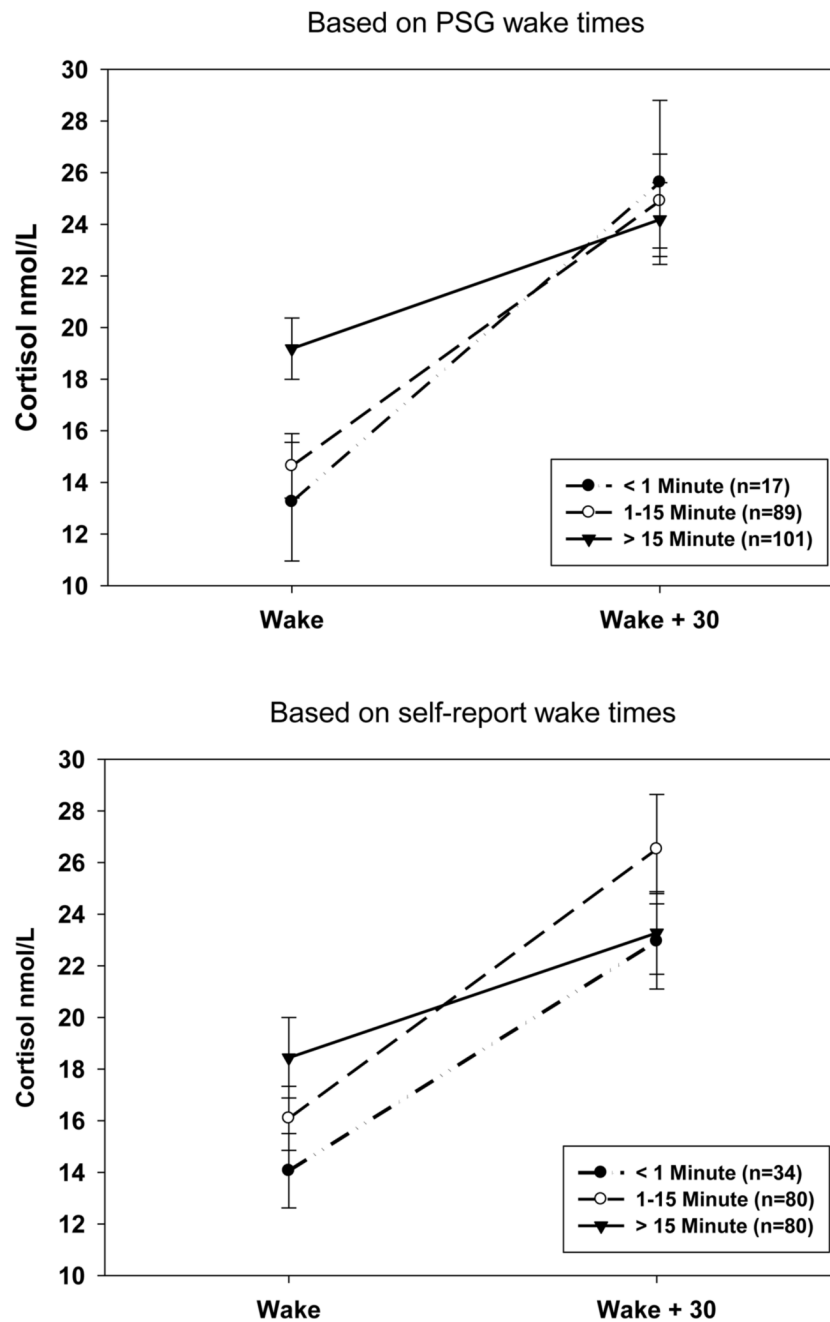 Based on PSG wake times
30
28
26
24
22
20
18
16
14
12
10
Cortisol nmol/L
< 1 Minute (n=17)
1-15 Minute (n=89)
> 15 Minute (n=101)
Wake
Wake + 30
Based on self-report wake times
30
28
26
24
22
20
18
16
14
12
10
Cortisol nmol/L
< 1 Minute (n=34)
1-15 Minute (n=80)
> 15 Minute (n=80)
Wake
Wake + 30